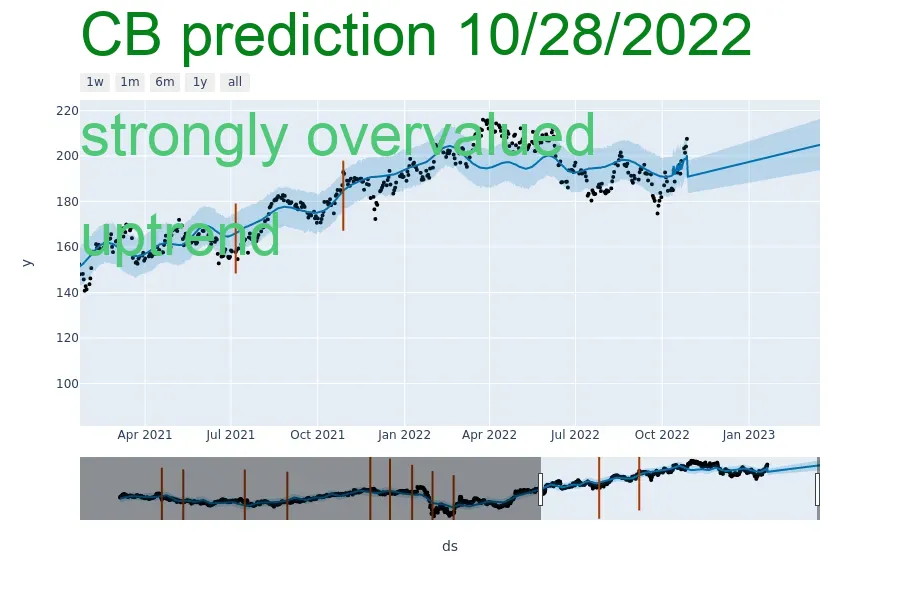 CB prediction 10/28/2022
1w 1m 6m 1y all
strongly overvalued
uptrend
220
200
180
160
140
120
100
y
Apr 2021 Jul 2021 Oct 2021 Jan 2022 Apr 2022 Jul 2022 Oct 2022 Jan 2023
ds